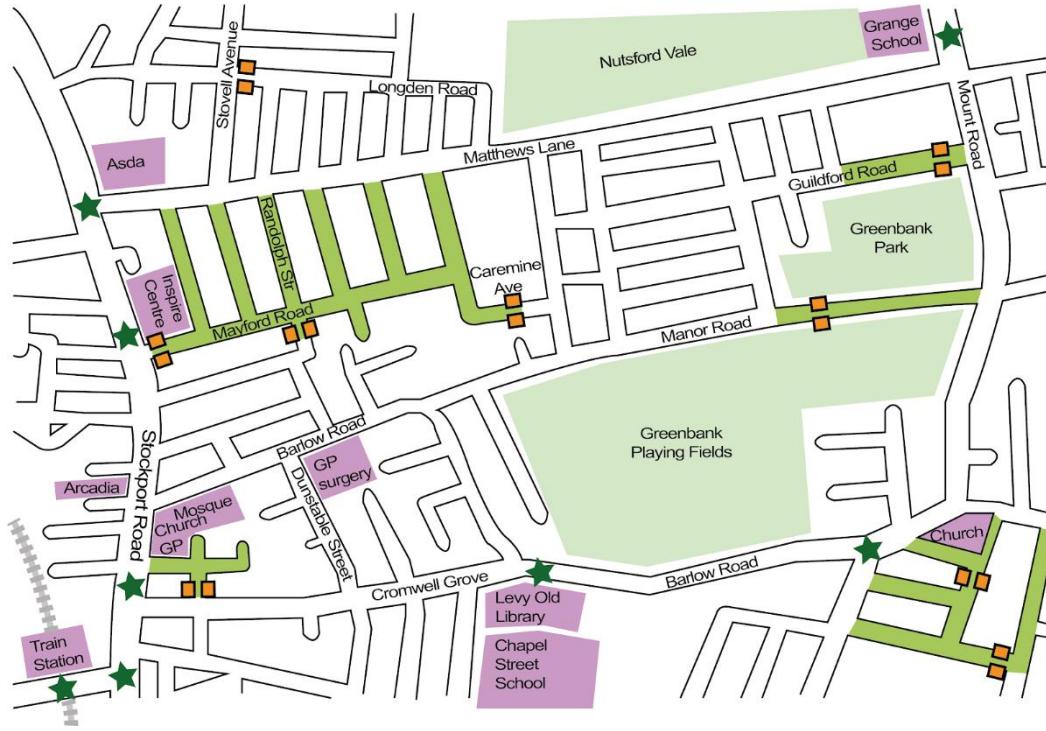 Grange
School
Nutsford Vale
Stovell Avenue
Longden Road
Mount Road
Asda
Matthews Lane
Guildford Road
Randolph Str
Greenbank
Park
Inspire
Centre
Caremine
Ave
Mayford Road
Manor Road
Stockport Road
Barlow Road
Greenbank
Playing Fields
GP
surgery
Arcadia
Mosque
Church
GP
Dunstable Street
Church
Cromwell Grove
Barlow Road
Levy Old
Library
Train
Station
Chapel
Street
School